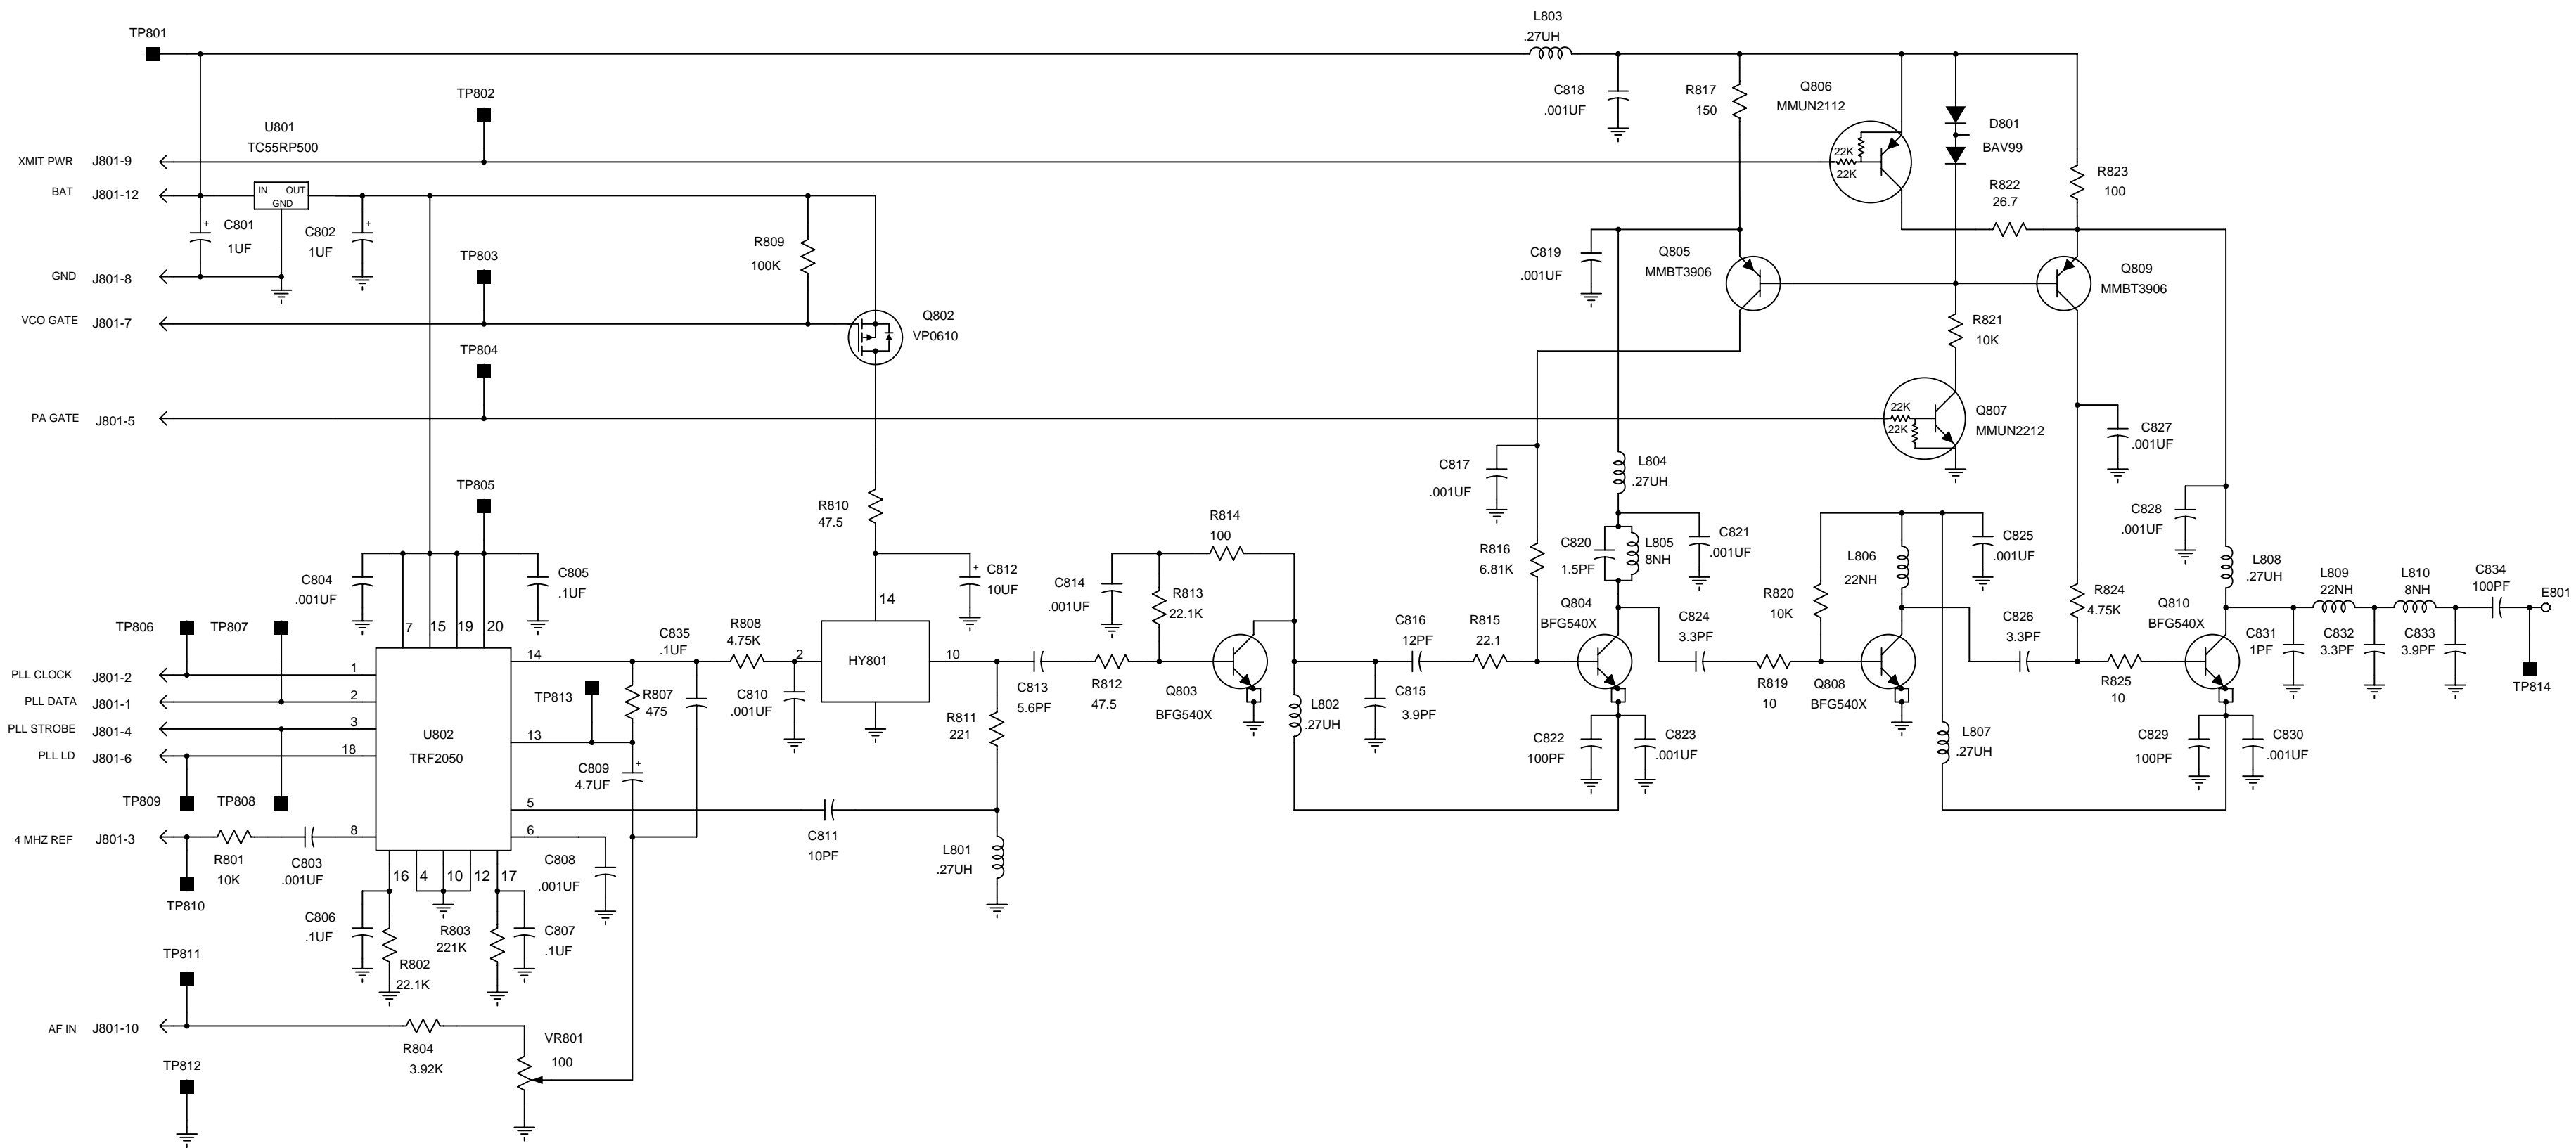 L803
.27UH
TP801
TP802
C818
.001UF
R817
150
Q806
MMUN2112
D801
BAV99
U801
TC55RP500
22K
22K
XMIT PWR J801-9
BAT J801-12
IN OUT
GND
R822
26.7
R823
100
C801
1UF
C802
1UF
R809
100K
TP803
C819
.001UF
Q805
MMBT3906
Q809
MMBT3906
GND J801-8
VCO GATE J801-7
Q802
VP0610
R821
10K
TP804
PA GATE J801-5
22K
22K
Q807
MMUN2212
C827
.001UF
C817
.001UF
L804
.27UH
TP805
R810
47.5
R814
100
C828
.001UF
R816
6.81K
C820
1.5PF
L805
8NH
C821
.001UF
L806
22NH
C825
.001UF
L808
.27UH
C804
.001UF
C805
.1UF
C812
10UF
C814
.001UF
R813
22.1K
L809
22NH
L810
8NH
C834
100PF
E801
14
R820
10K
R824
4.75K
Q804
BFG540X
Q810
BFG540X
TP806
TP807
7
15
19
20
C835
.1UF
R808
4.75K
C816
12PF
R815
22.1
C824
3.3PF
C826
3.3PF
C831
1PF
C832
3.3PF
C833
3.9PF
14
2
HY801
10
PLL CLOCK J801-2
1
PLL DATA J801-1
2
PLL STROBE J801-4
3
PLL LD J801-6
18
U802
TRF2050
TP813
R807
475
C810
.001UF
C813
5.6PF
R812
47.5
Q803
BFG540X
L802
.27UH
C815
3.9PF
R819
10
Q808
BFG540X
R825
10
TP814
R811
221
13
C809
4.7UF
C822
100PF
C823
.001UF
L807
.27UH
C829
100PF
C830
.001UF
TP809
TP808
5
6
4 MHZ REF J801-3
8
R801
10K
C803
.001UF
C811
10PF
C808
.001UF
L801
.27UH
TP810
16
4
10
12
17
C806
.1UF
R803
221K
C807
.1UF
R802
22.1K
TP811
AF IN J801-10
R804
3.92K
VR801
100
TP812